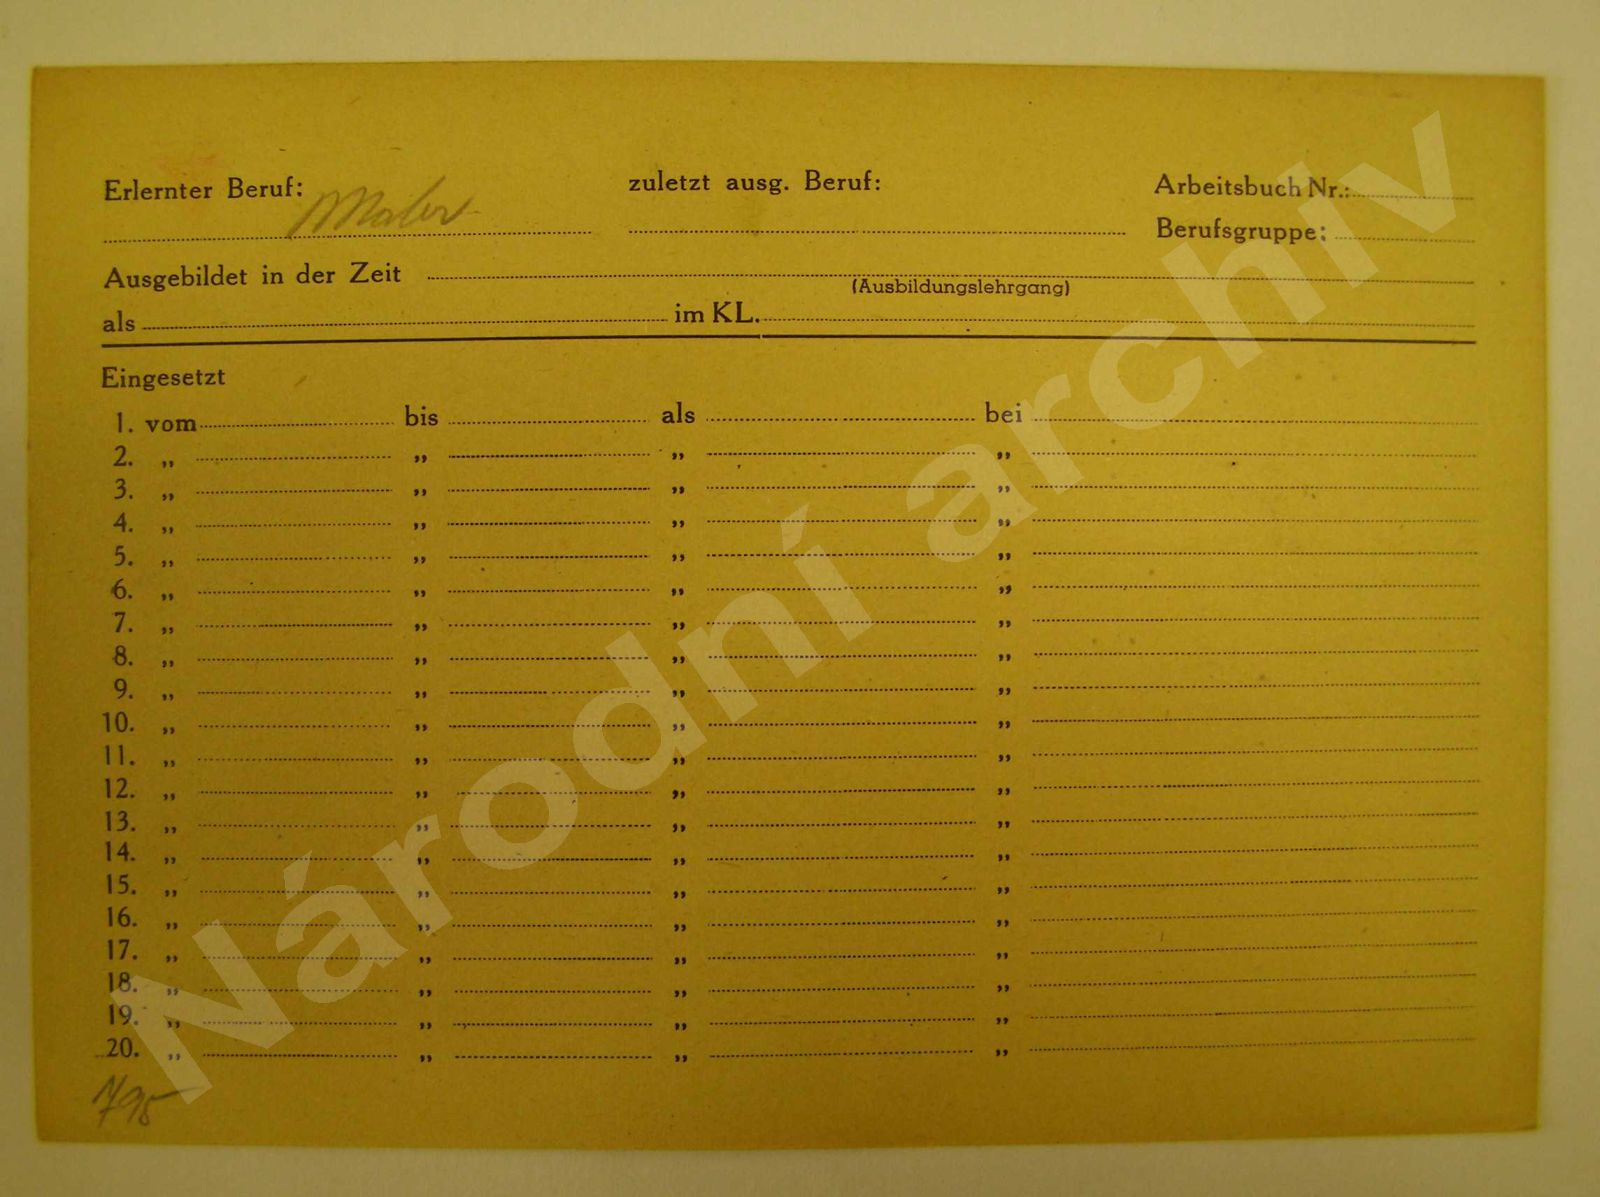 Erlernter Beruf: Maler zuletzt ausg. Beruf: Arbeitsbuch Nr.:
Berufsgruppe:
Ausgebildet in der Zeit
(Ausbildungslehrgang)
als im KL.
Eingesetzt
1. vom bis als bei
2. „ „ „ „
3. „ „ „ „
4. „ „ „ „
5. „ „ „ „
6. „ „ „ „
7. „ „ „ „
8. „ „ „ „
9. „ „ „ „
10. „ „ „ „
11. „ „ „ „
12. „ „ „ „
13. „ „ „ „
14. „ „ „ „
15. „ „ „ „
16. „ „ „ „
17. „ „ „ „
18. „ „ „ „
19. „ „ „ „
20. „ „ „ „
795
Národní archiv